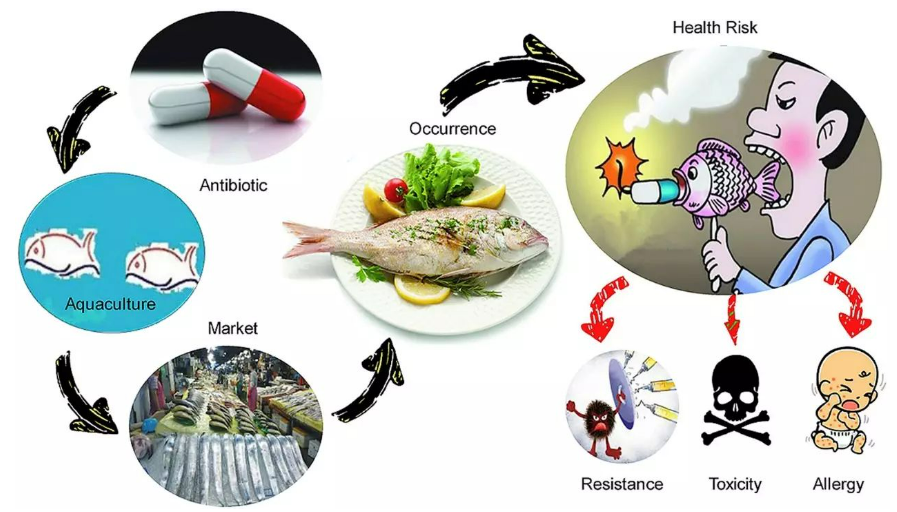 Health Risk
Occurrence
Antibiotic
Aquaculture
Market
Resistance
Toxicity
Allergy